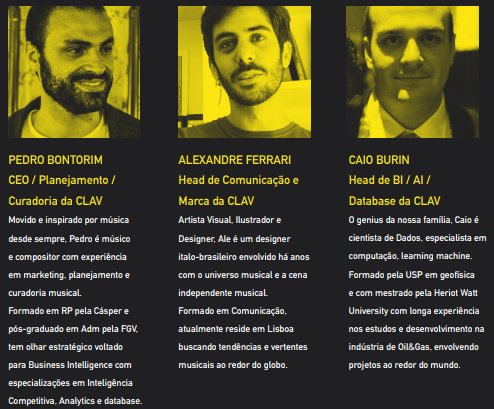 PEDRO BONTORIM
CEO / Planejamento /
Curadoria da CLAV
Movido e inspirado por música
desde sempre, Pedro é músico
e compositor com experiência
em marketing, planejamento e
curadoria musical.
Formado em RP pela Cásper e
pós-graduado em Adm pela FGV,
tem olhar estratégico voltado
para Business Intelligence com
especializações em Inteligência
Competitiva, Analytics e database.
ALEXANDRE FERRARI
Head de Comunicação e
Marca da CLAV
Artista Visual, Ilustrador e
Designer, Ale é um designer
italo-brasileiro envolvido há anos
com o universo musical e a cena
independente musical.
Formado em Comunicação,
atualmente reside em Lisboa
buscando tendências e vertentes
musicais ao redor do globo.
CAIO BURIN
Head de BI / AI /
Database da CLAV
O genius da nossa família, Caio é
cientista de Dados, especialista em
computação, learning machine.
Formado pela USP em geofísica
e com mestrado pela Heriot Watt
University com longa experiência
nos estudos e desenvolvimento na
indústria de Oil&Gas, envolvendo
projetos ao redor do mundo.